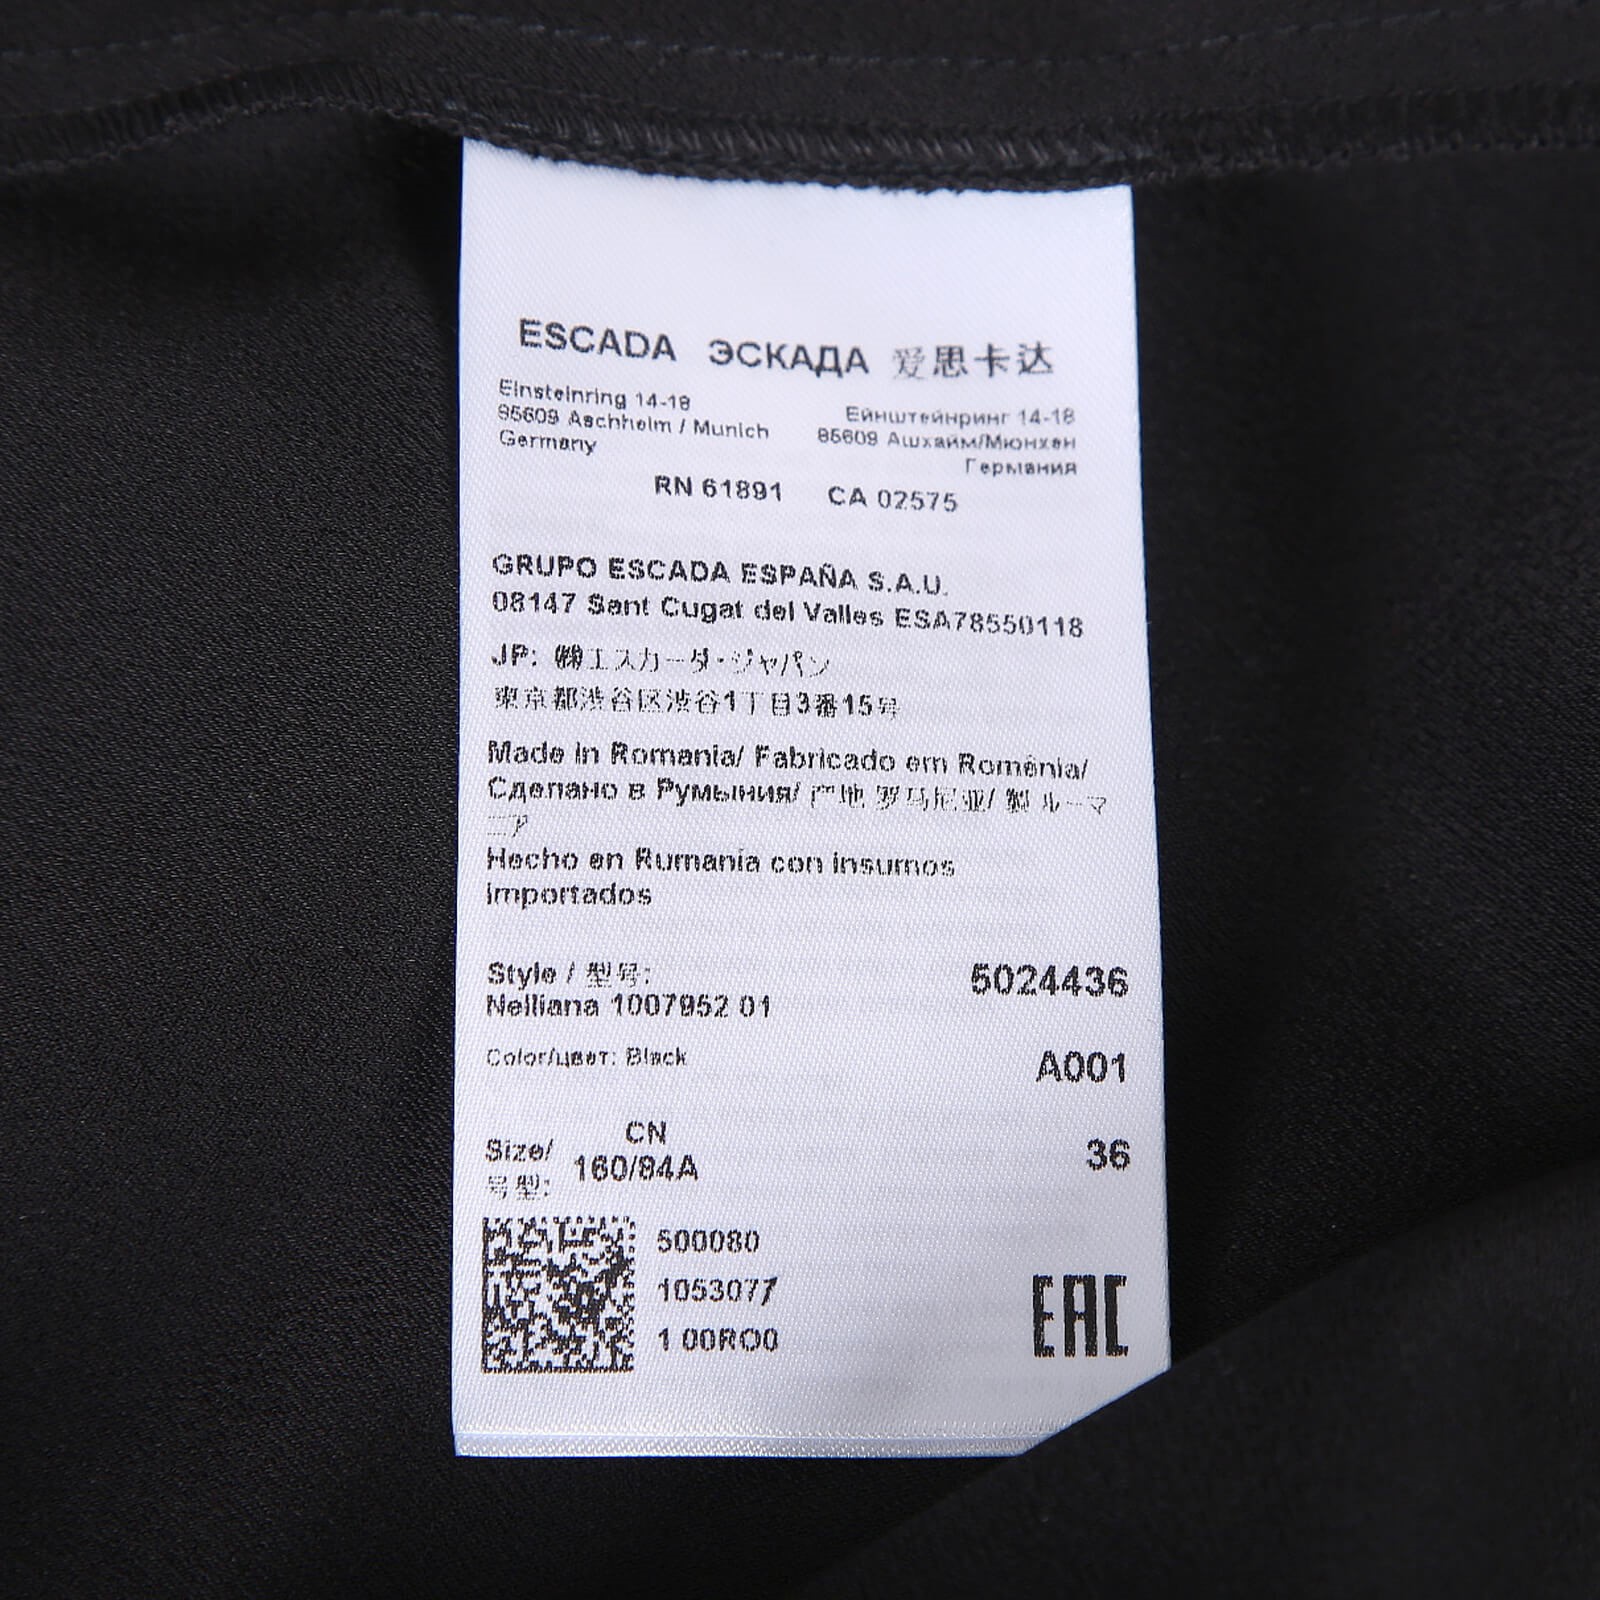 ESCADA ЭСКАДА 爱思卡达
Einsteinring 14-18
85609 Aschheim / Munich
Germany
Ейнштейнринг 14-18
85609 Ашхайм/Мюнхен
Германия
RN 61891 CA 02575
GRUPO ESCADA ESPAÑA S.A.U.
08147 Sant Cugat del Valles ESA78550118
JP: ㈱エスカーダ・ジャパン
東京都渋谷区渋谷1丁目3番15号
Made in Romania/ Fabricado em Romênia/
Сделано в Румыния/ 产地 罗马尼亚/ 製 ルーマ
ニア
Hecho en Rumanía con insumos
importados
Style / 型号:
Nelliana 1007952 01
5024436
Color/цвет: Black
A001
CN
Size/
号型:
160/84A
36
500080
1053077
1 00RO0
EAC